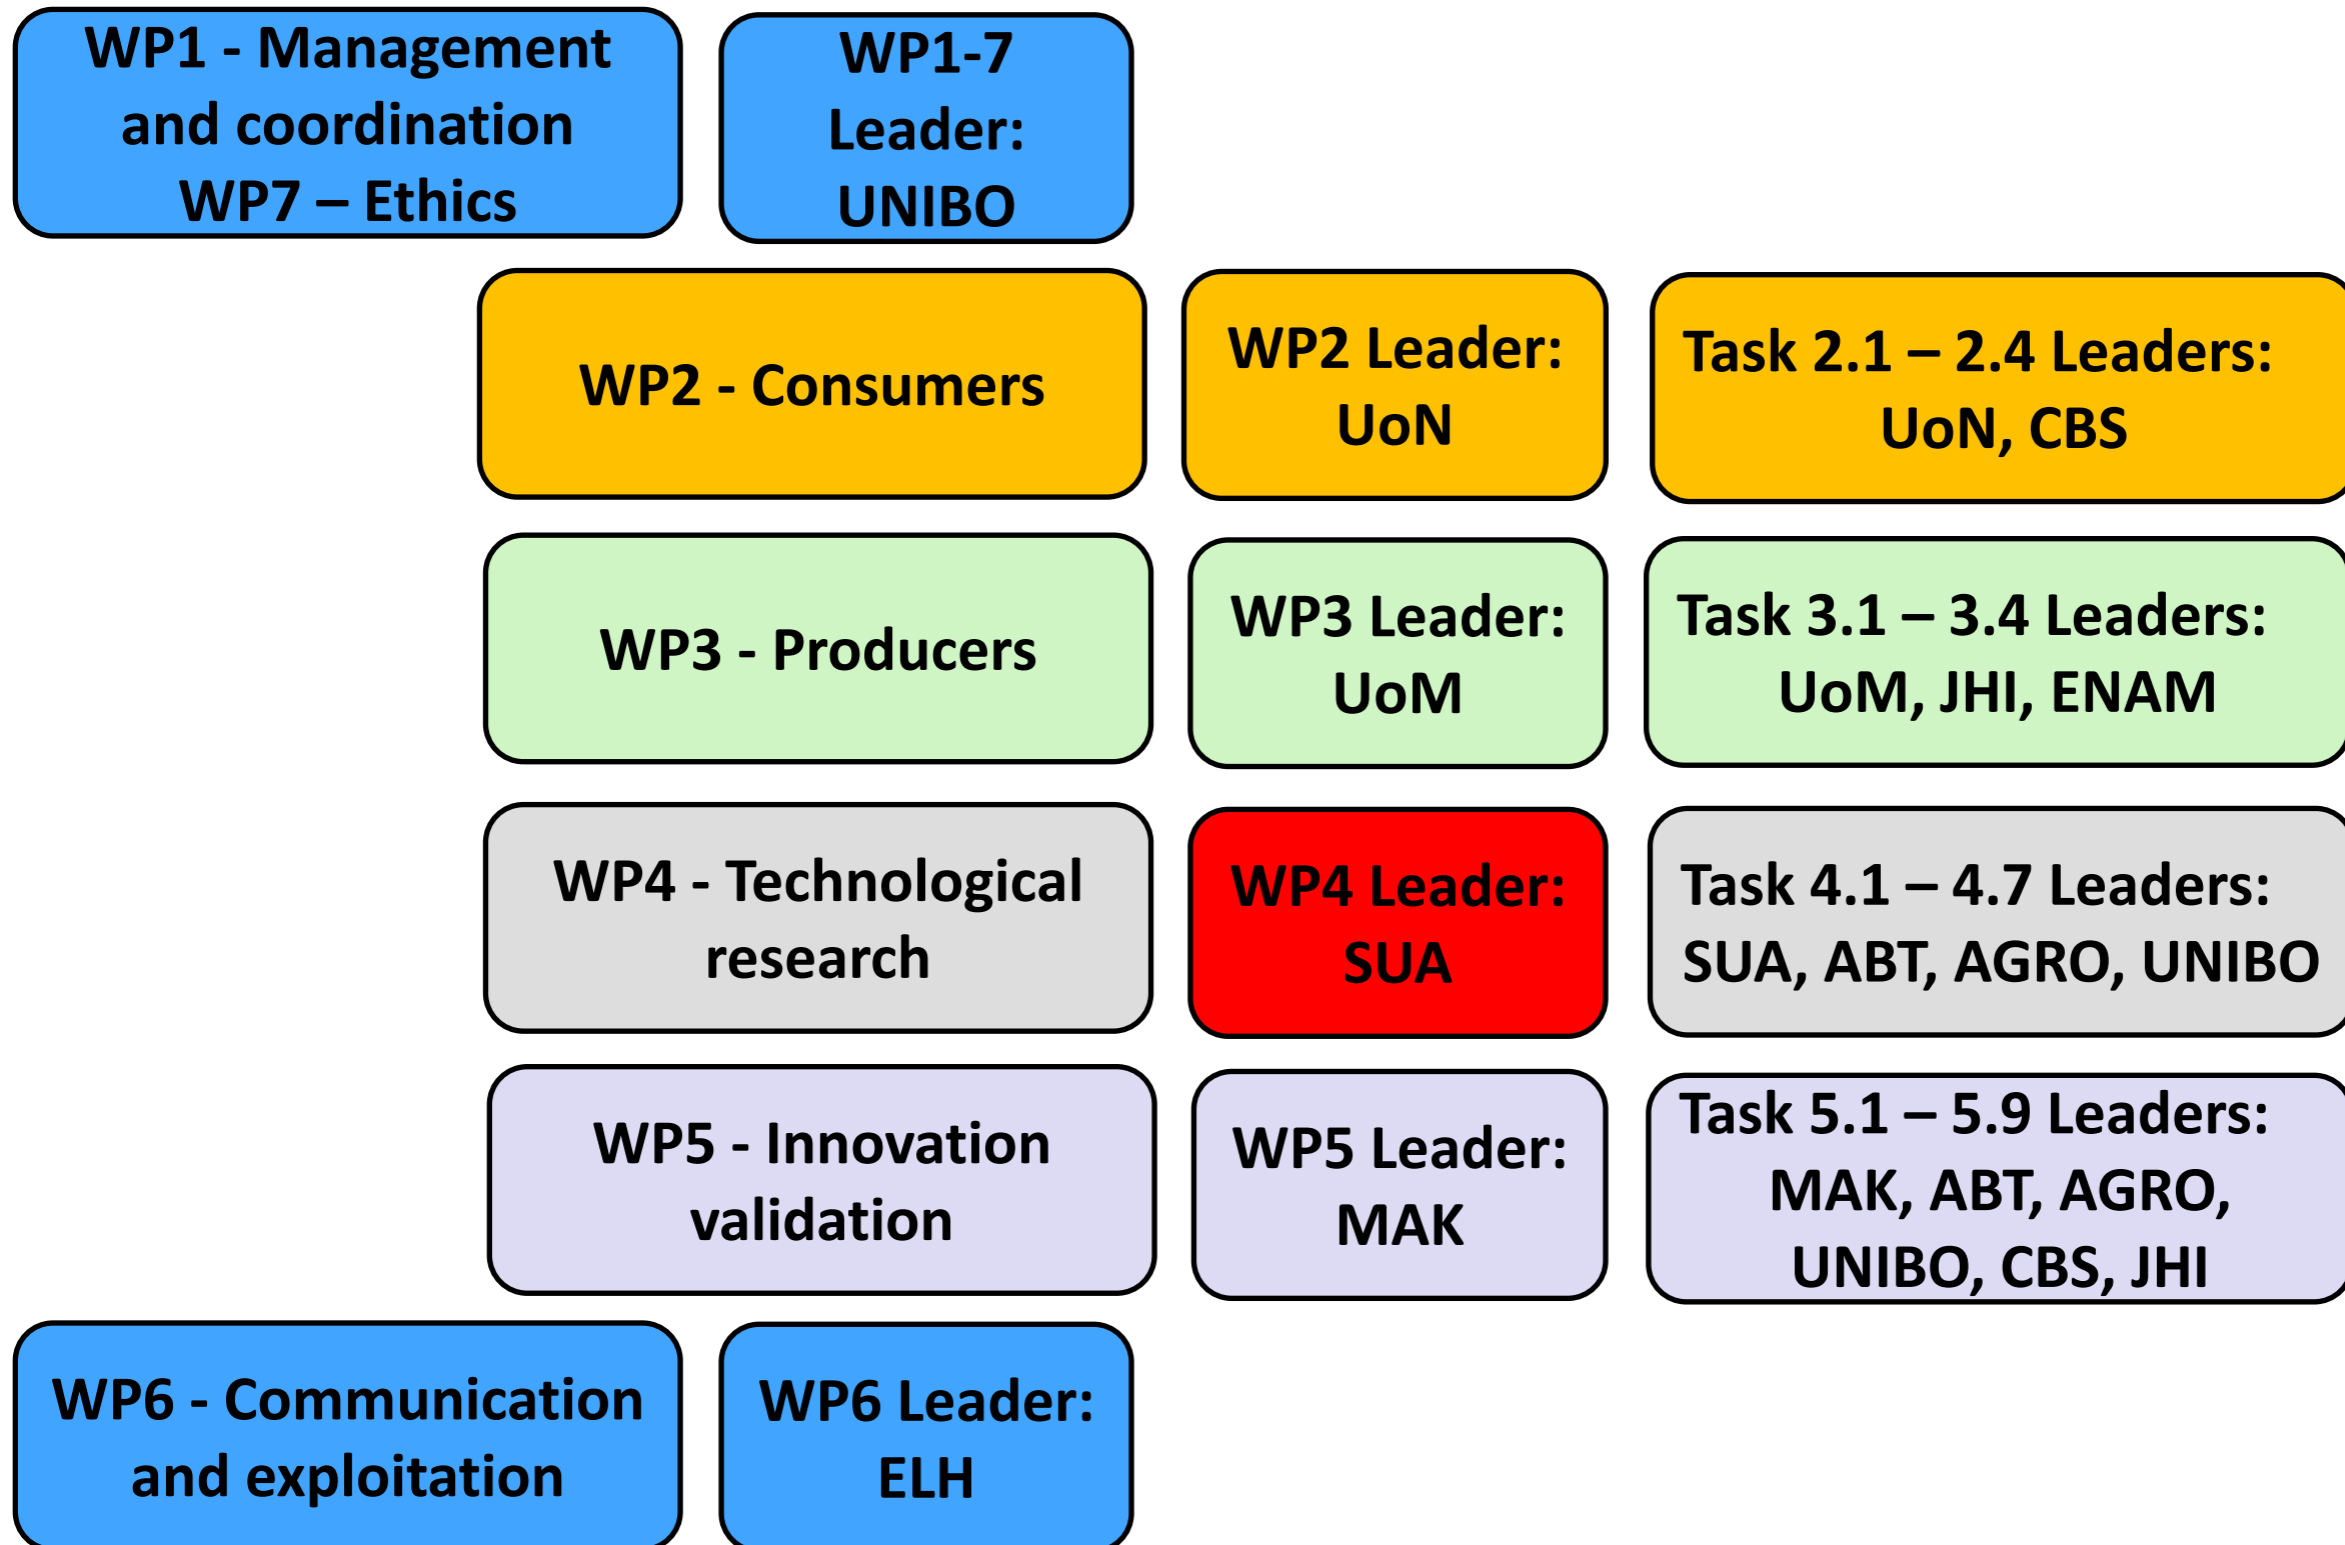 WP1 - Management
and coordination
WP7 – Ethics
WP1-7
Leader:
UNIBO
WP2 - Consumers
WP2 Leader:
UoN
Task 2.1 – 2.4 Leaders:
UoN, CBS
WP3 - Producers
WP3 Leader:
UoM
Task 3.1 – 3.4 Leaders:
UoM, JHI, ENAM
WP4 - Technological
research
WP4 Leader:
SUA
Task 4.1 – 4.7 Leaders:
SUA, ABT, AGRO, UNIBO
WP5 - Innovation
validation
WP5 Leader:
MAK
Task 5.1 – 5.9 Leaders:
MAK, ABT, AGRO,
UNIBO, CBS, JHI
WP6 - Communication
and exploitation
WP6 Leader:
ELH